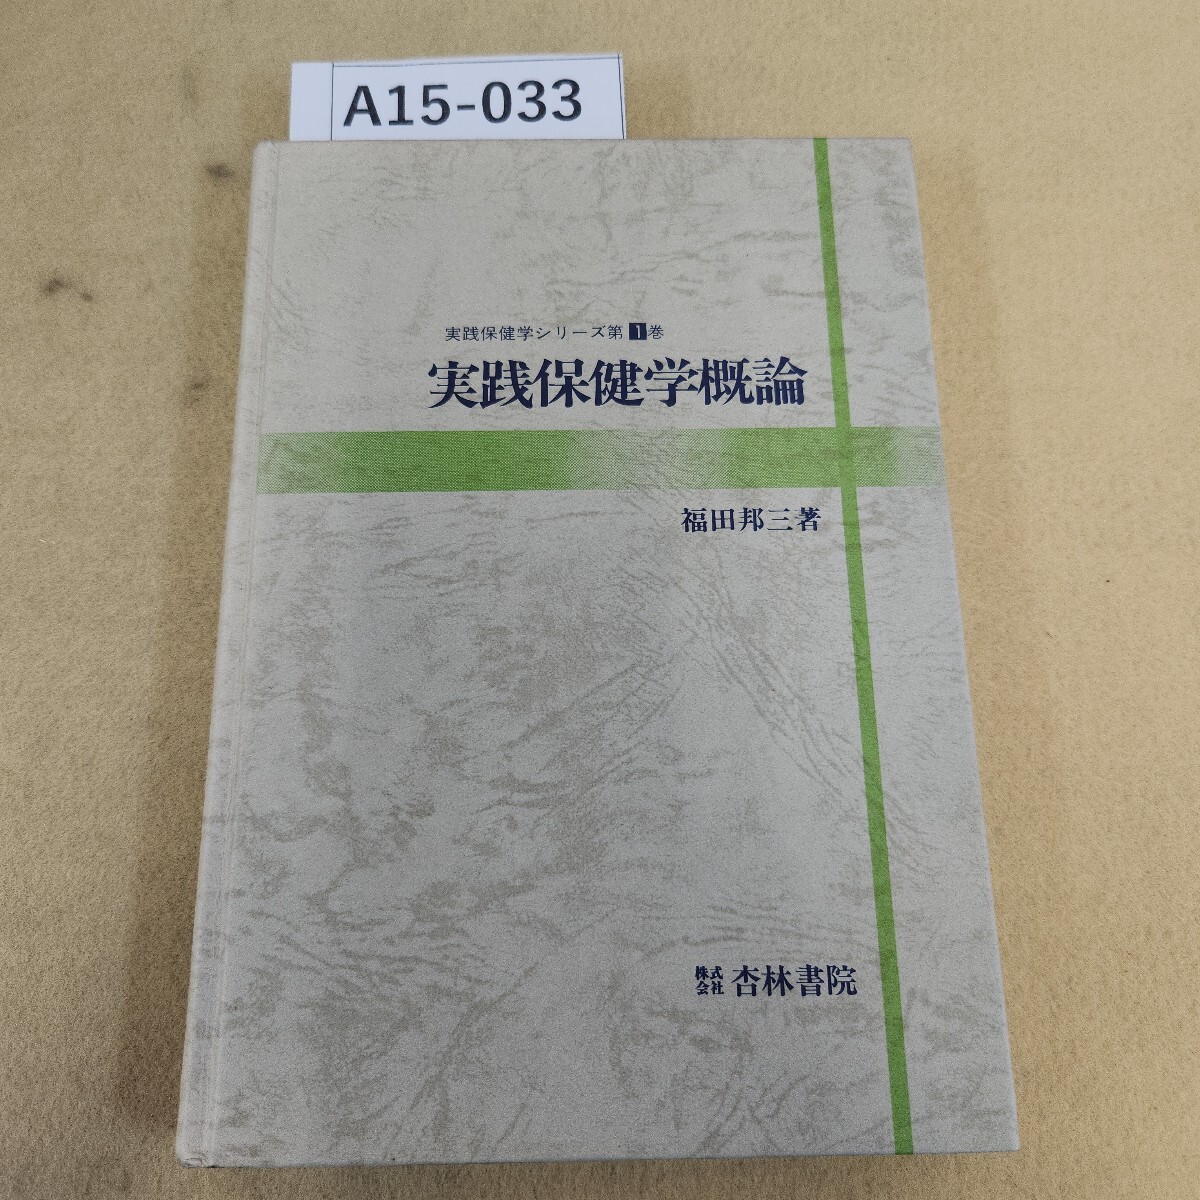 A15-033
実践保健学シリーズ第1巻
実践保健学概論
福田邦三著
株式会社 杏林書院